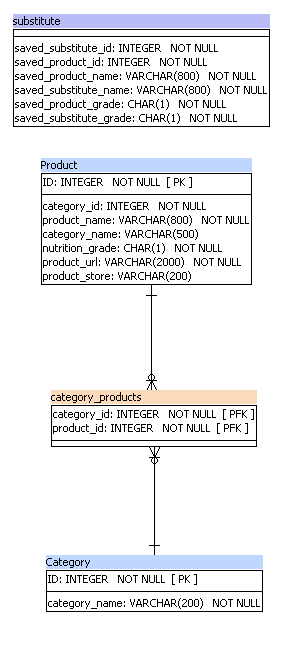 substitute
saved_substitute_id: INTEGER NOT NULL
saved_product_id: INTEGER NOT NULL
saved_product_name: VARCHAR(800) NOT NULL
saved_substitute_name: VARCHAR(800) NOT NULL
saved_product_grade: CHAR(1) NOT NULL
saved_substitute_grade: CHAR(1) NOT NULL
Product
ID: INTEGER NOT NULL [ PK ]
category_id: INTEGER NOT NULL
product_name: VARCHAR(800) NOT NULL
category_name: VARCHAR(500)
nutrition_grade: CHAR(1) NOT NULL
product_url: VARCHAR(2000) NOT NULL
product_store: VARCHAR(200)
category_products
category_id: INTEGER NOT NULL [ PFK ]
product_id: INTEGER NOT NULL [ PFK ]
Category
ID: INTEGER NOT NULL [ PK ]
category_name: VARCHAR(200) NOT NULL